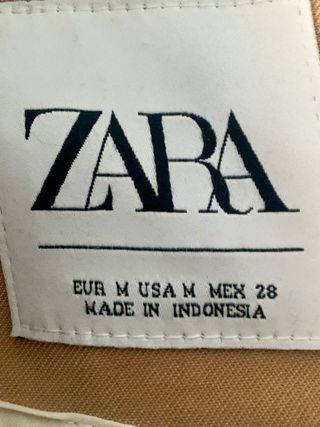 ZARA
EUR M USA M MEX 28
MADE IN INDONESIA